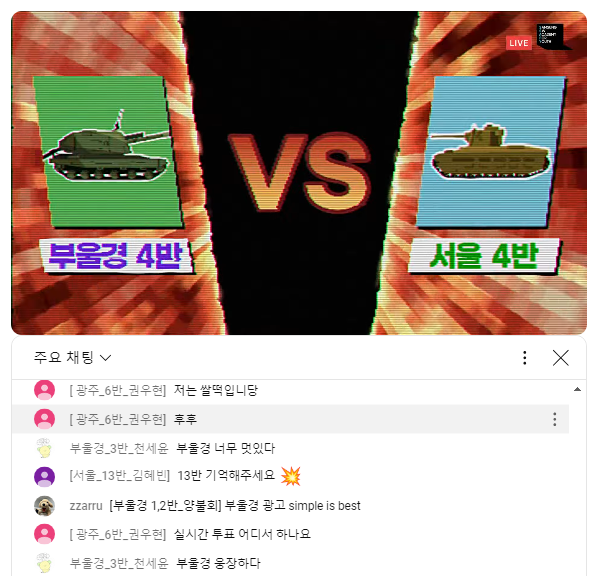 LIVE
SAMSUNG
SW
ACADEMY
FOR
YOUTH
VS
부울경 4반
서울 4반
주요 채팅
[ 광주_6반_권우현] 저는 쌀떡입니당
[ 광주_6반_권우현] 후후
부울경_3반_천세윤 부울경 너무 멋있다
[서울_13반_김혜빈] 13반 기억해주세요 💥
zzarru [부울경 1,2반_양불회] 부울경 광고 simple is best
[ 광주_6반_권우현] 실시간 투표 어디서 하나요
부울경_3반_천세윤 부울경 웅장하다